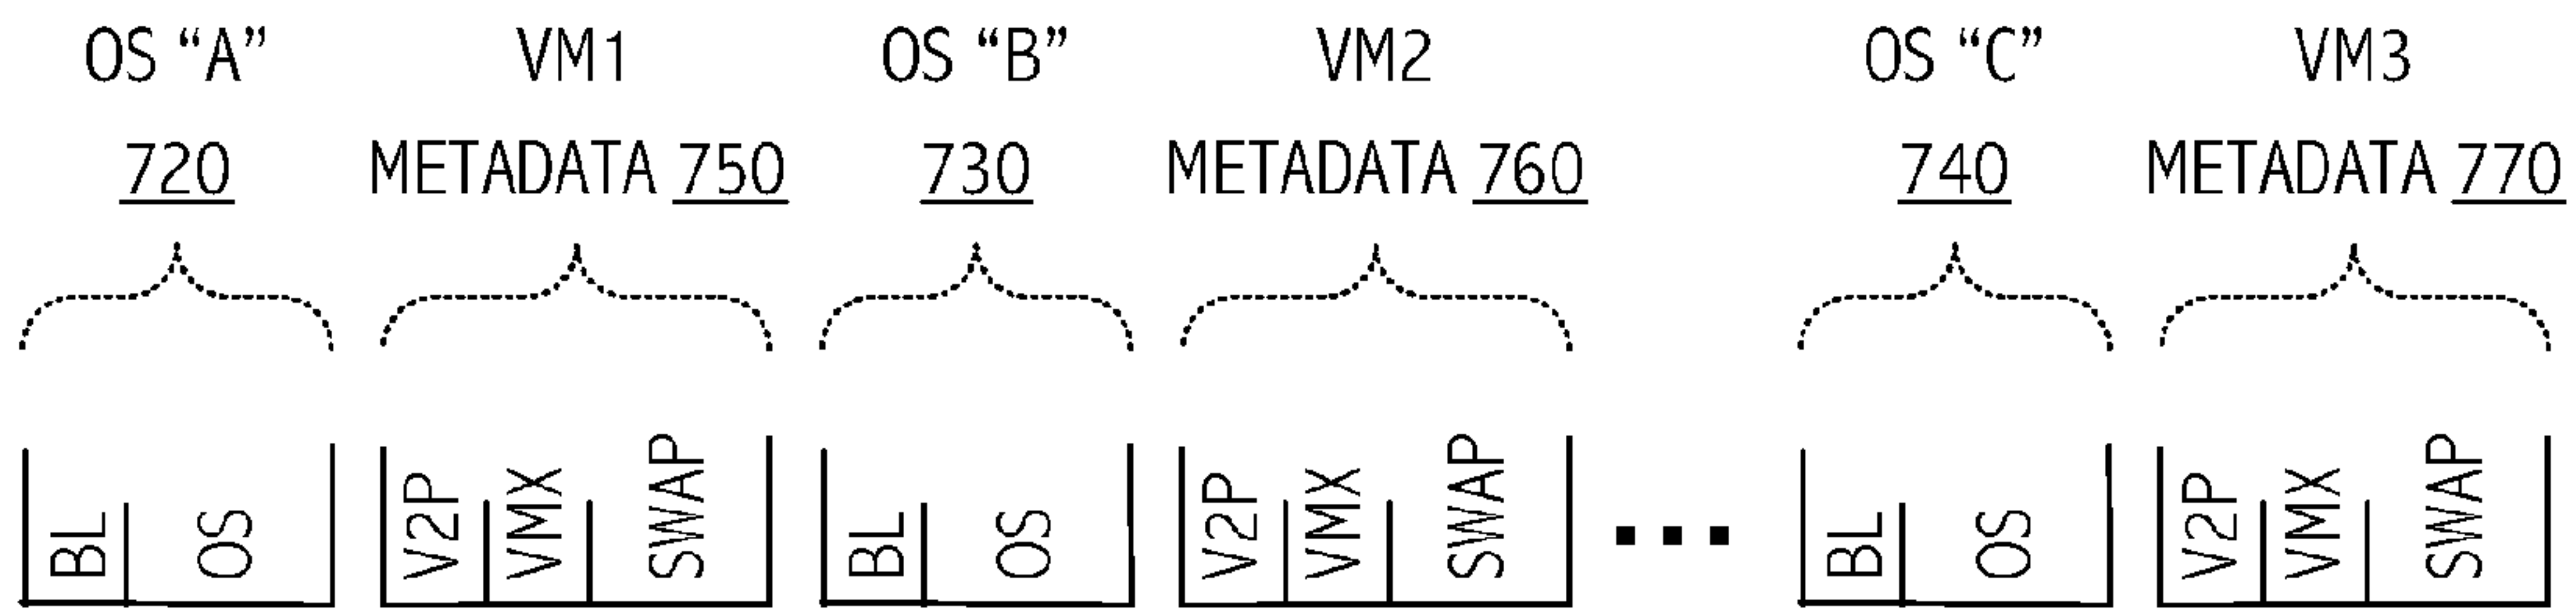 OS “A” VM1 OS “B” VM2 OS “C” VM3
720 METADATA 750 730 METADATA 760 740 METADATA 770
BL OS V2P VMX SWAP BL OS V2P VMX SWAP BL OS V2P VMX SWAP